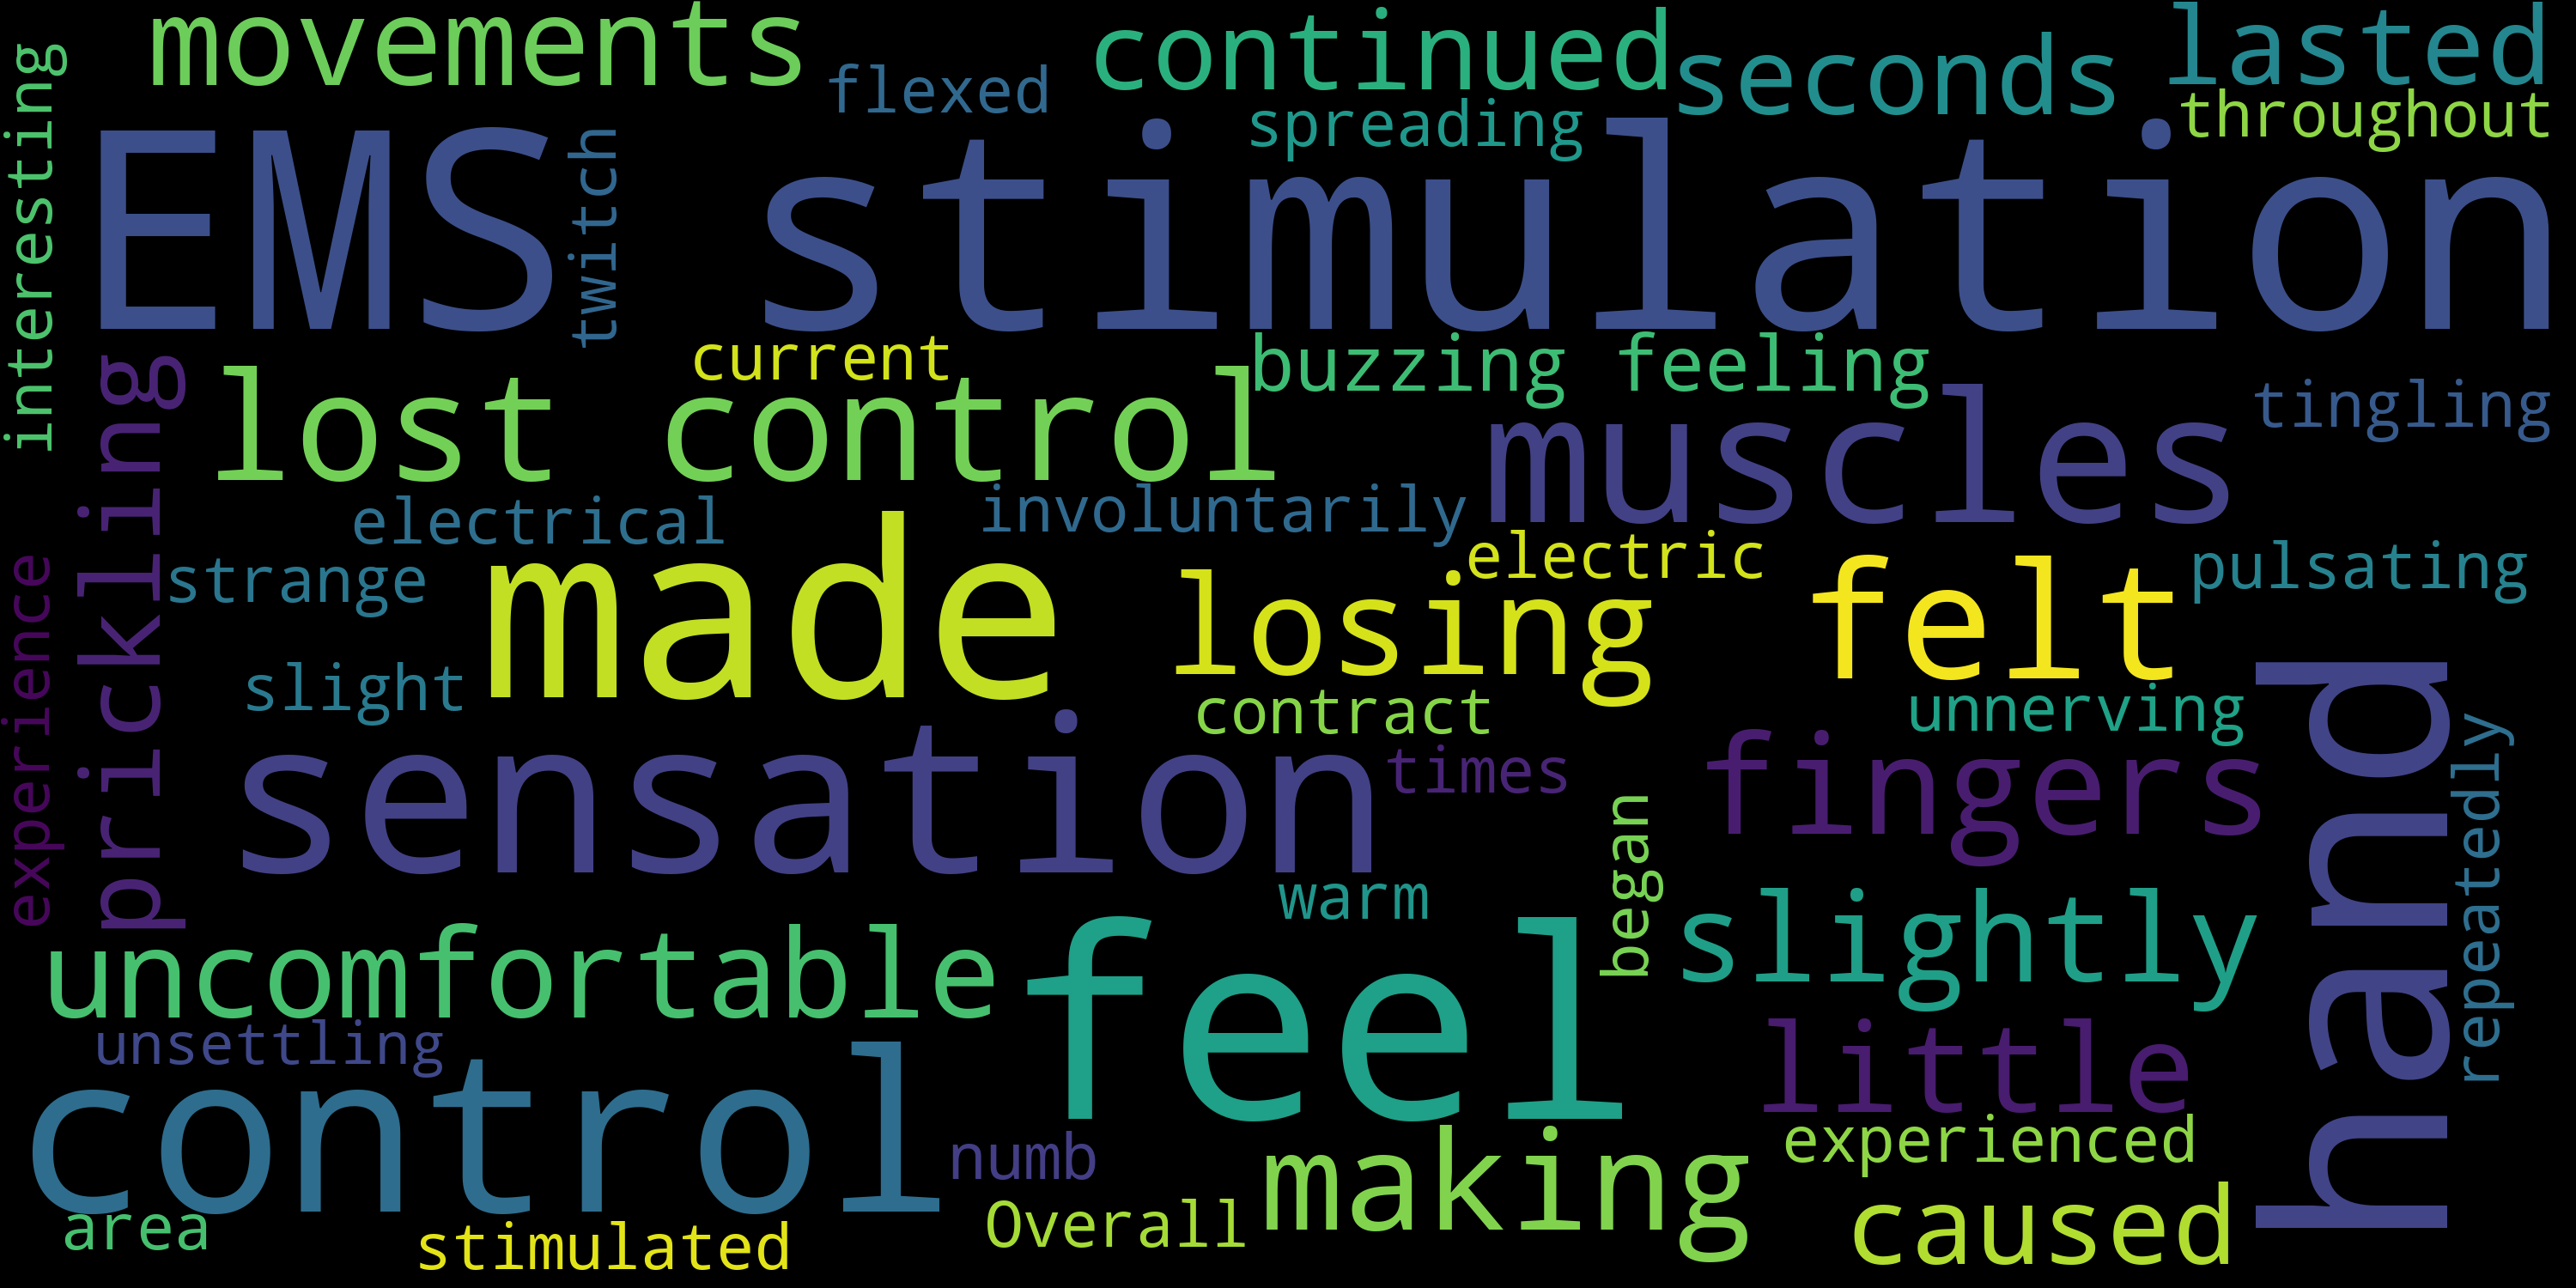 movements
continued
lasted
seconds
flexed
throughout
spreading
interesting
EMS stimulation
twitch
current
buzzing feeling
lost control
muscles
tingling
prickling
electrical
involuntarily
electric
strange
pulsating
made
losing
felt
experience
slight
contract
unnerving
sensation
times
fingers
hand
repeatedly
began
warm
slightly
uncomfortable
feel
unsettling
little
control
numb
making
experienced
area
stimulated
Overall
caused